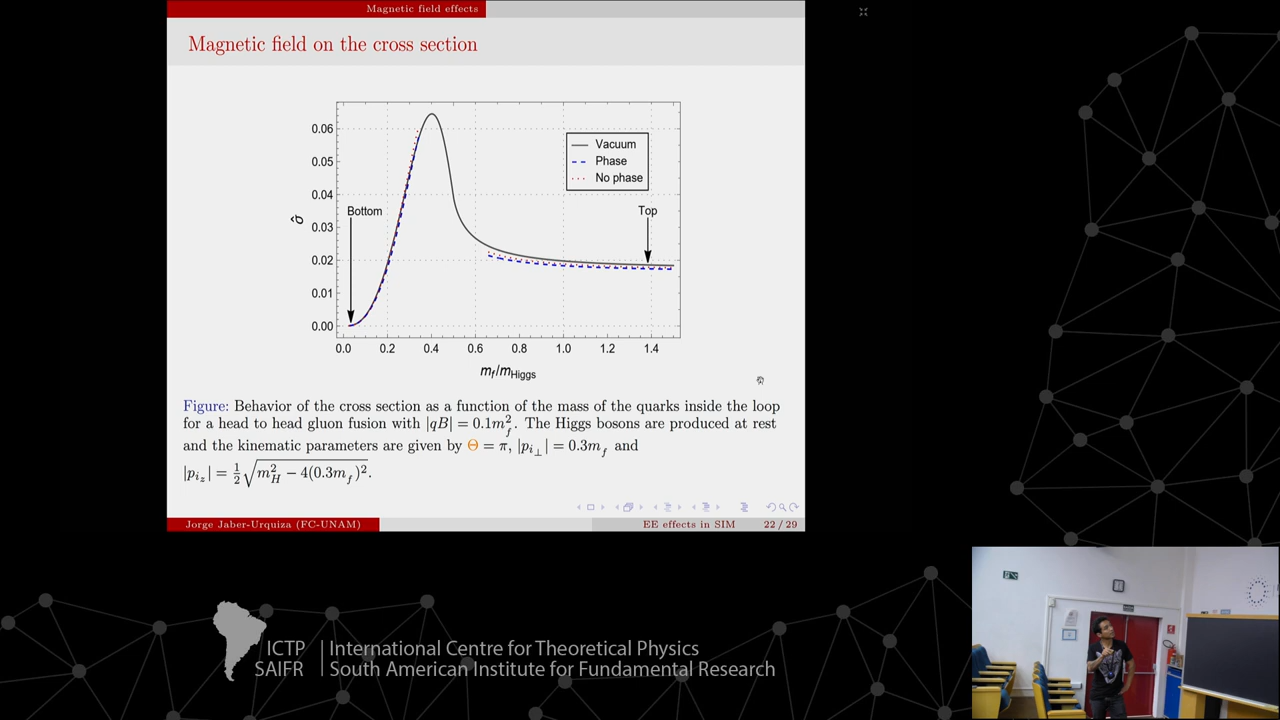 Magnetic field effects
Magnetic field on the cross section
σ̂
0.06
0.05
0.04
0.03
0.02
0.01
0.00
Vacuum
Phase
No phase
Bottom
Top
0.0 0.2 0.4 0.6 0.8 1.0 1.2 1.4
m_f/m_Higgs
Figure: Behavior of the cross section as a function of the mass of the quarks inside the loop
for a head to head gluon fusion with |qB| = 0.1m_f^2. The Higgs bosons are produced at rest
and the kinematic parameters are given by Θ = π, |p_{i⊥}| = 0.3m_f and
|p_{i_z}| = 1/2 √(m_H^2 − 4(0.3m_f)^2).
Jorge Jaber-Urquiza (FC-UNAM) EE effects in SIM 22 / 29
ICTP | International Centre for Theoretical Physics
SAIFR | South American Institute for Fundamental Research